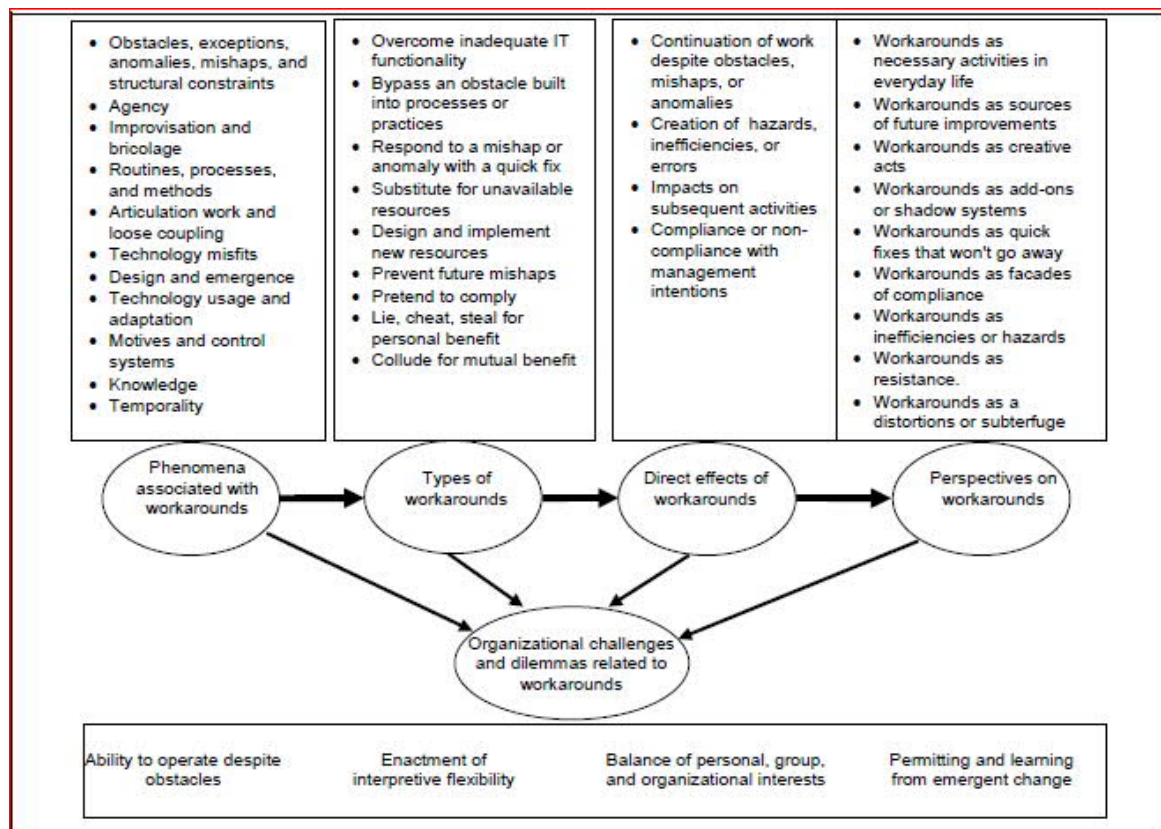 • Obstacles, exceptions,
anomalies, mishaps, and
structural constraints
• Agency
• Improvisation and
bricolage
• Routines, processes,
and methods
• Articulation work and
loose coupling
• Technology misfits
• Design and emergence
• Technology usage and
adaptation
• Motives and control
systems
• Knowledge
• Temporality
• Overcome inadequate IT
functionality
• Bypass an obstacle built
into processes or
practices
• Respond to a mishap or
anomaly with a quick fix
• Substitute for unavailable
resources
• Design and implement
new resources
• Prevent future mishaps
• Pretend to comply
• Lie, cheat, steal for
personal benefit
• Collude for mutual benefit
• Continuation of work
despite obstacles,
mishaps, or
anomalies
• Creation of hazards,
inefficiencies, or
errors
• Impacts on
subsequent activities
• Compliance or non-
compliance with
management
intentions
• Workarounds as
necessary activities in
everyday life
• Workarounds as sources
of future improvements
• Workarounds as creative
acts
• Workarounds as add-ons
or shadow systems
• Workarounds as quick
fixes that won't go away
• Workarounds as facades
of compliance
• Workarounds as
inefficiencies or hazards
• Workarounds as
resistance.
• Workarounds as a
distortions or subterfuge
Phenomena
associated with
workarounds
Types of
workarounds
Direct effects of
workarounds
Perspectives on
workarounds
Organizational challenges
and dilemmas related to
workarounds
Ability to operate despite
obstacles
Enactment of
interpretive flexibility
Balance of personal, group,
and organizational interests
Permitting and learning
from emergent change